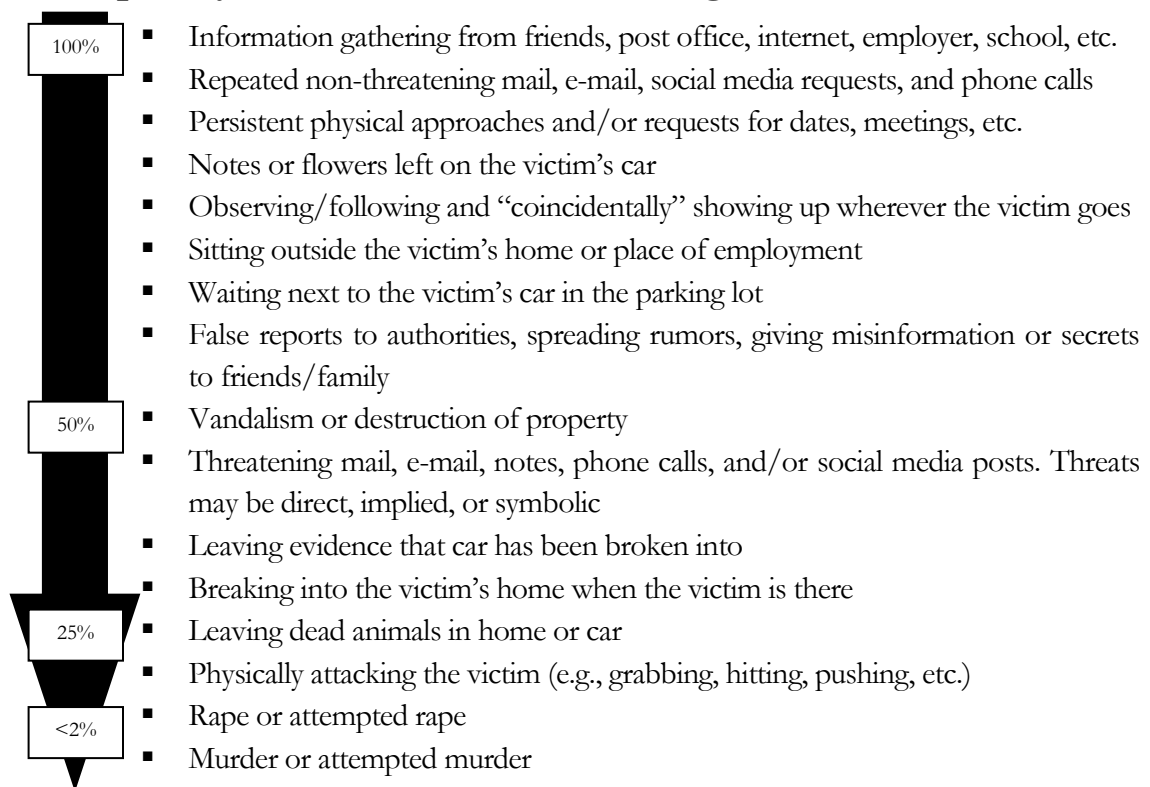 100%
▪ Information gathering from friends, post office, internet, employer, school, etc.
▪ Repeated non-threatening mail, e-mail, social media requests, and phone calls
▪ Persistent physical approaches and/or requests for dates, meetings, etc.
▪ Notes or flowers left on the victim’s car
▪ Observing/following and “coincidentally” showing up wherever the victim goes
▪ Sitting outside the victim’s home or place of employment
▪ Waiting next to the victim’s car in the parking lot
▪ False reports to authorities, spreading rumors, giving misinformation or secrets
to friends/family
50%
▪ Vandalism or destruction of property
▪ Threatening mail, e-mail, notes, phone calls, and/or social media posts. Threats
may be direct, implied, or symbolic
▪ Leaving evidence that car has been broken into
▪ Breaking into the victim’s home when the victim is there
25%
▪ Leaving dead animals in home or car
▪ Physically attacking the victim (e.g., grabbing, hitting, pushing, etc.)
<2%
▪ Rape or attempted rape
▪ Murder or attempted murder